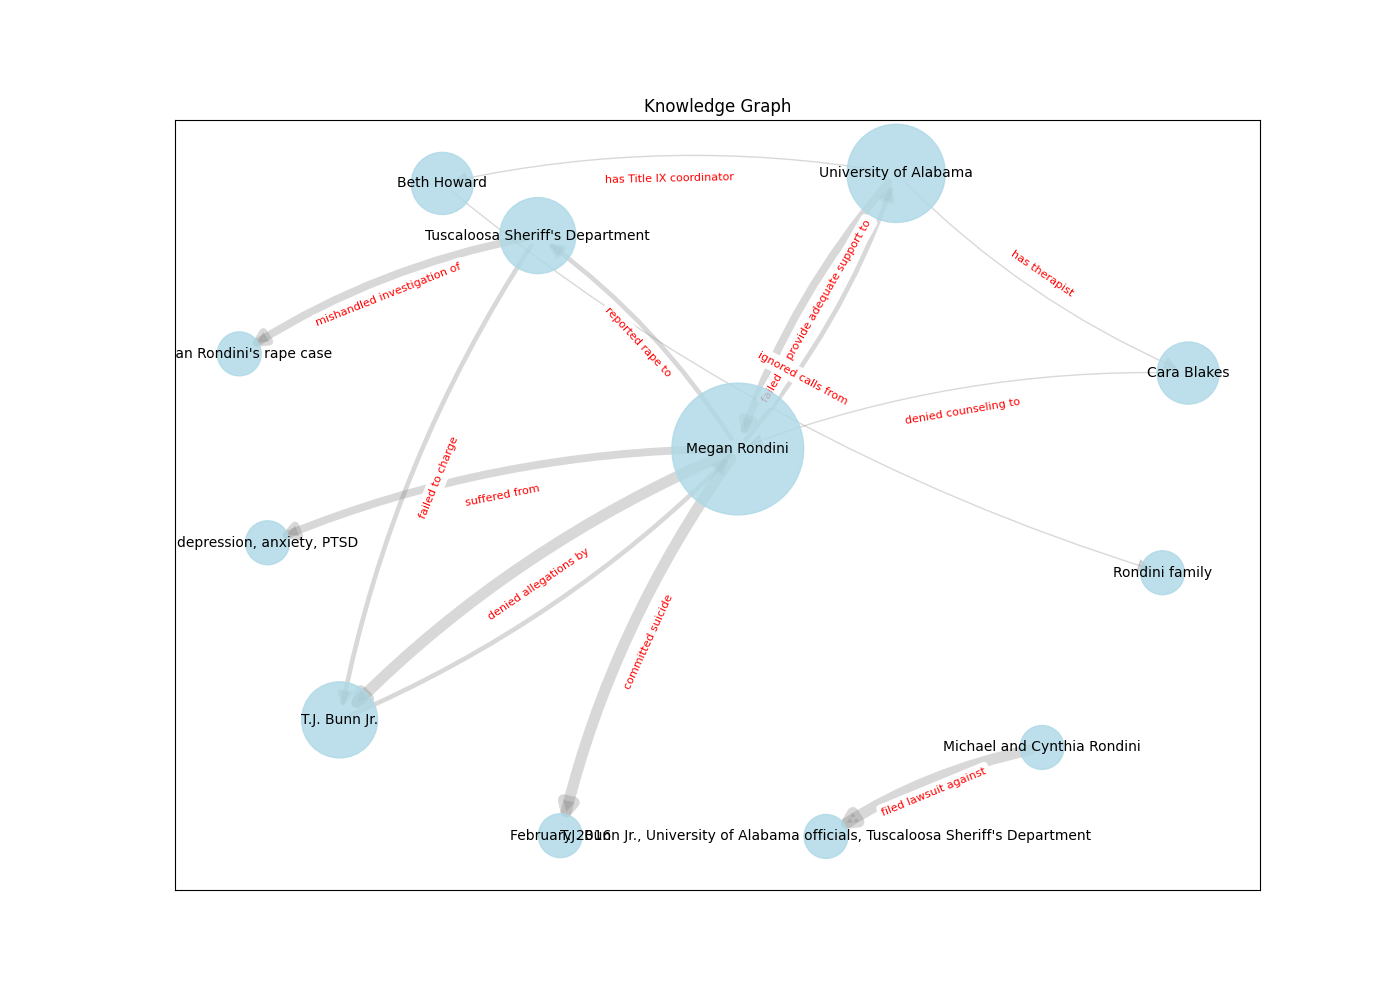 Knowledge Graph
University of Alabama
Beth Howard
has Title IX coordinator
Tuscaloosa Sheriff's Department
has therapist
mishandled investigation of
provide adequate support to
failed
reported rape to
an Rondini's rape case
ignored calls from
Cara Blakes
denied counseling to
Megan Rondini
failed to charge
suffered from
depression, anxiety, PTSD
Rondini family
denied allegations by
committed suicide
T.J. Bunn Jr.
Michael and Cynthia Rondini
filed lawsuit against
February 2016
T.J. Bunn Jr., University of Alabama officials, Tuscaloosa Sheriff's Department